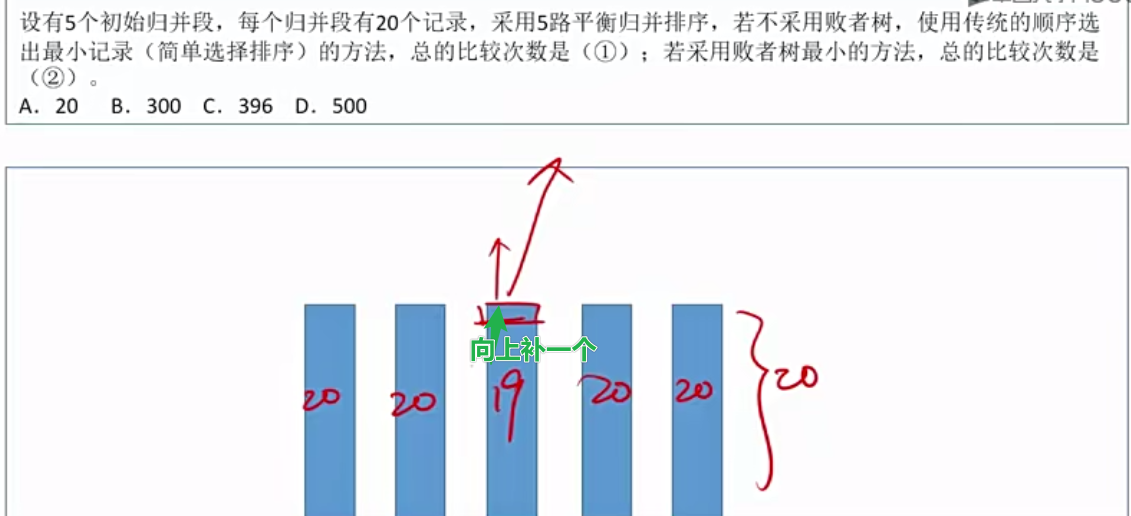 设有5个初始归并段，每个归并段有20个记录，采用5路平衡归并排序，若不采用败者树，使用传统的顺序选
出最小记录（简单选择排序）的方法，总的比较次数是（①）；若采用败者树最小的方法，总的比较次数是
（②）。
A. 20 B. 300 C. 396 D. 500
向上补一个
20 20 19 20 20 20